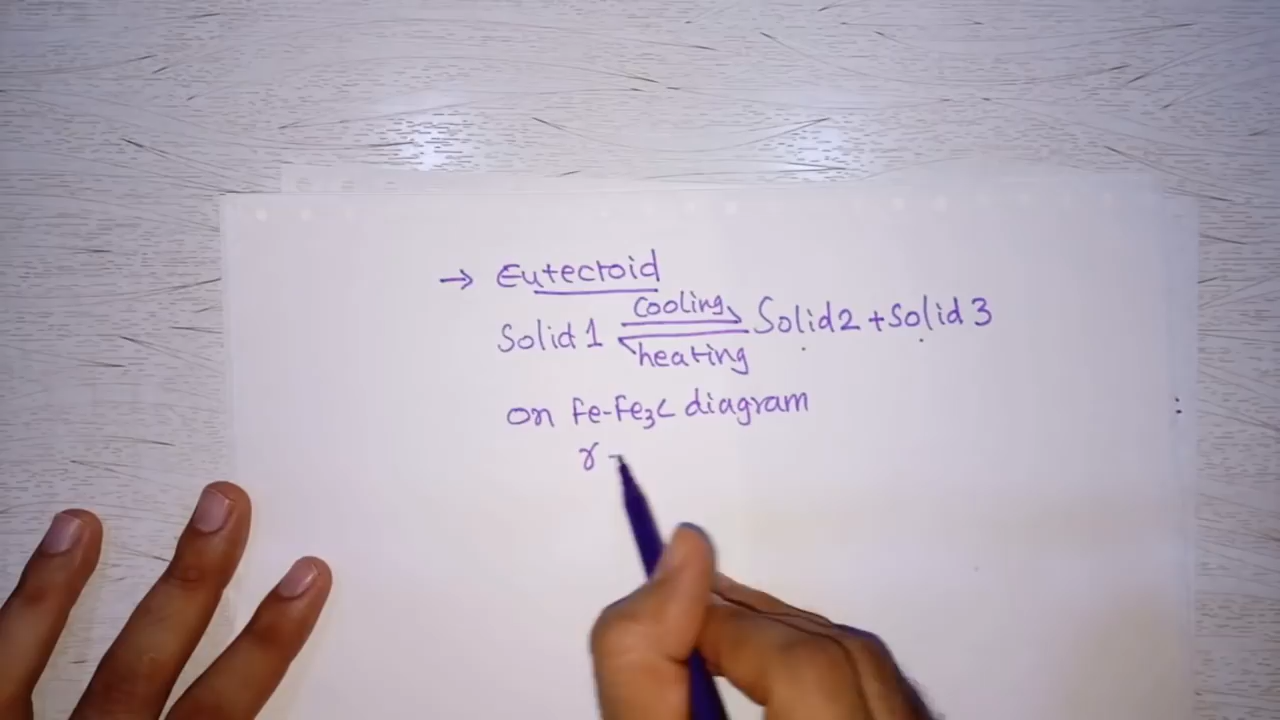 → Eutectoid
Solid 1 cooling ⇌ heating Solid 2 + Solid 3
on Fe-Fe₃C diagram
γ -